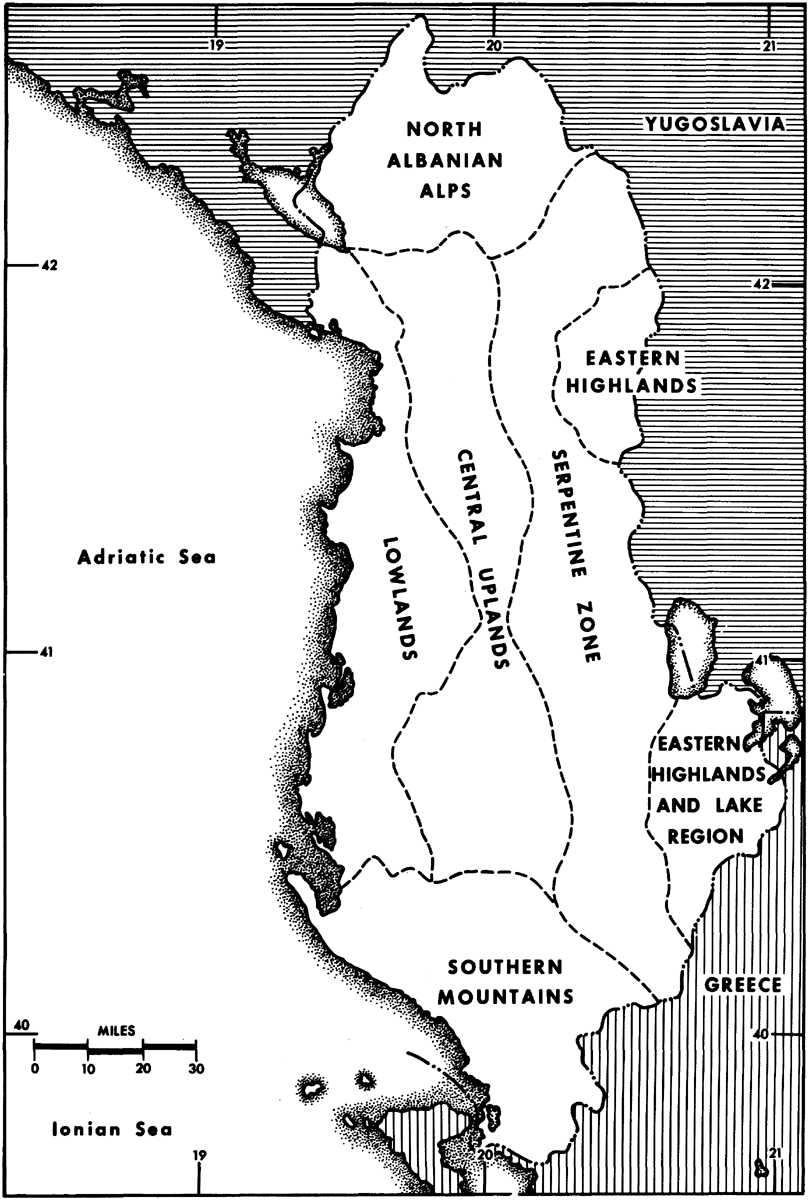 19
20
21
YUGOSLAVIA
NORTH
ALBANIAN
ALPS
42
42
EASTERN
HIGHLANDS
CENTRAL UPLANDS
SERPENTINE ZONE
LOWLANDS
Adriatic Sea
41
41
EASTERN
HIGHLANDS
AND LAKE
REGION
SOUTHERN
MOUNTAINS
GREECE
40
40
MILES
0 10 20 30
Ionian Sea
19
20
21